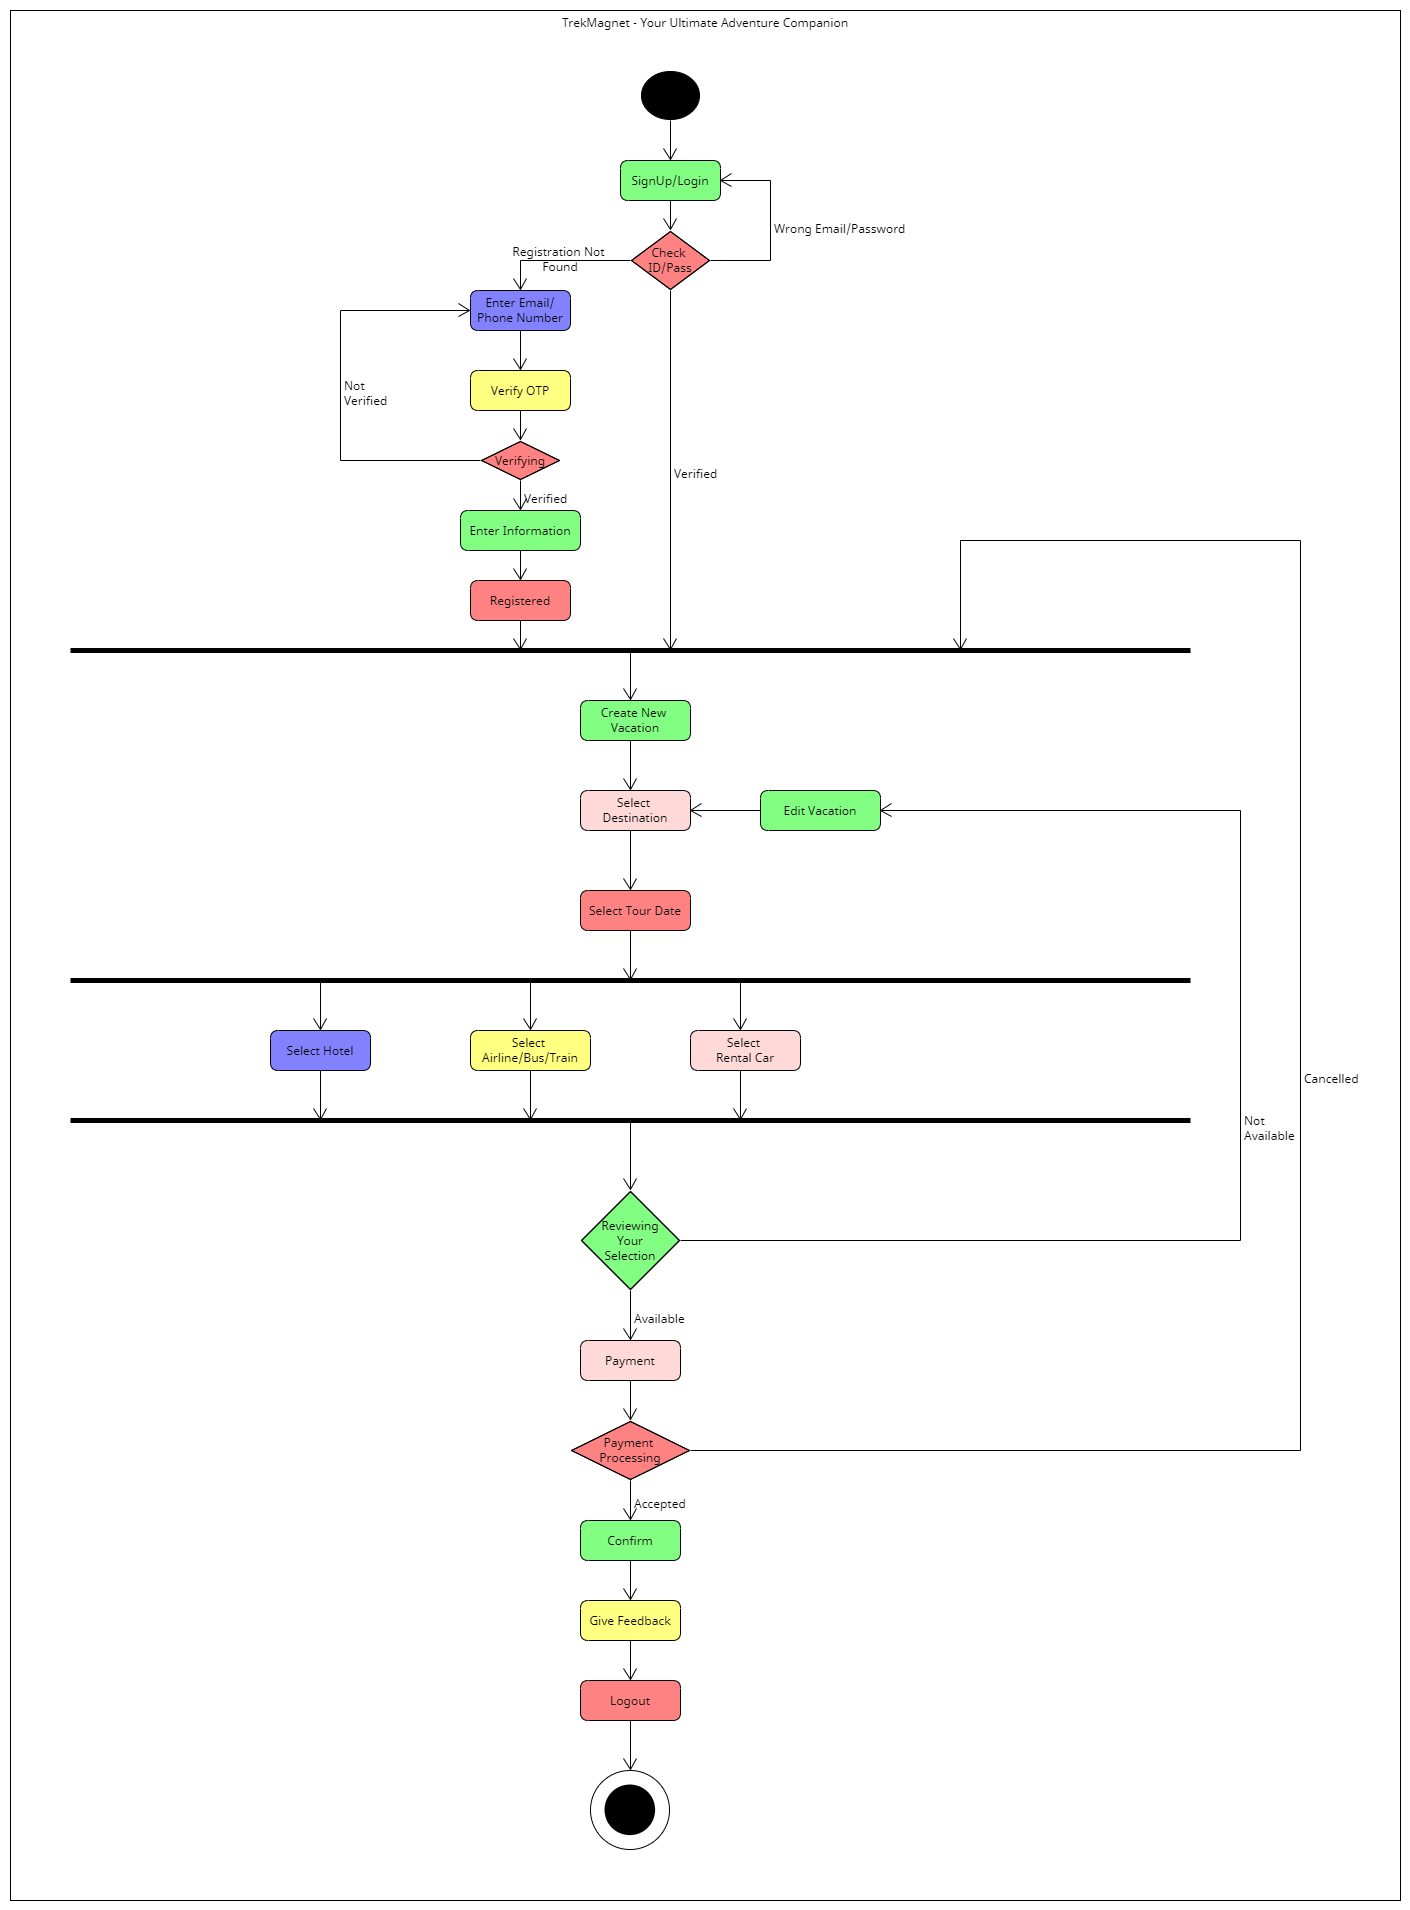 TrekMagnet - Your Ultimate Adventure Companion
SignUp/Login
Wrong Email/Password
Check
ID/Pass
Registration Not
Found
Enter Email/
Phone Number
Not
Verified
Verify OTP
Verifying
Verified
Verified
Enter Information
Registered
Create New
Vacation
Select
Destination
Edit Vacation
Select Tour Date
Select Hotel
Select
Airline/Bus/Train
Select
Rental Car
Cancelled
Not
Available
Reviewing
Your
Selection
Available
Payment
Payment
Processing
Accepted
Confirm
Give Feedback
Logout